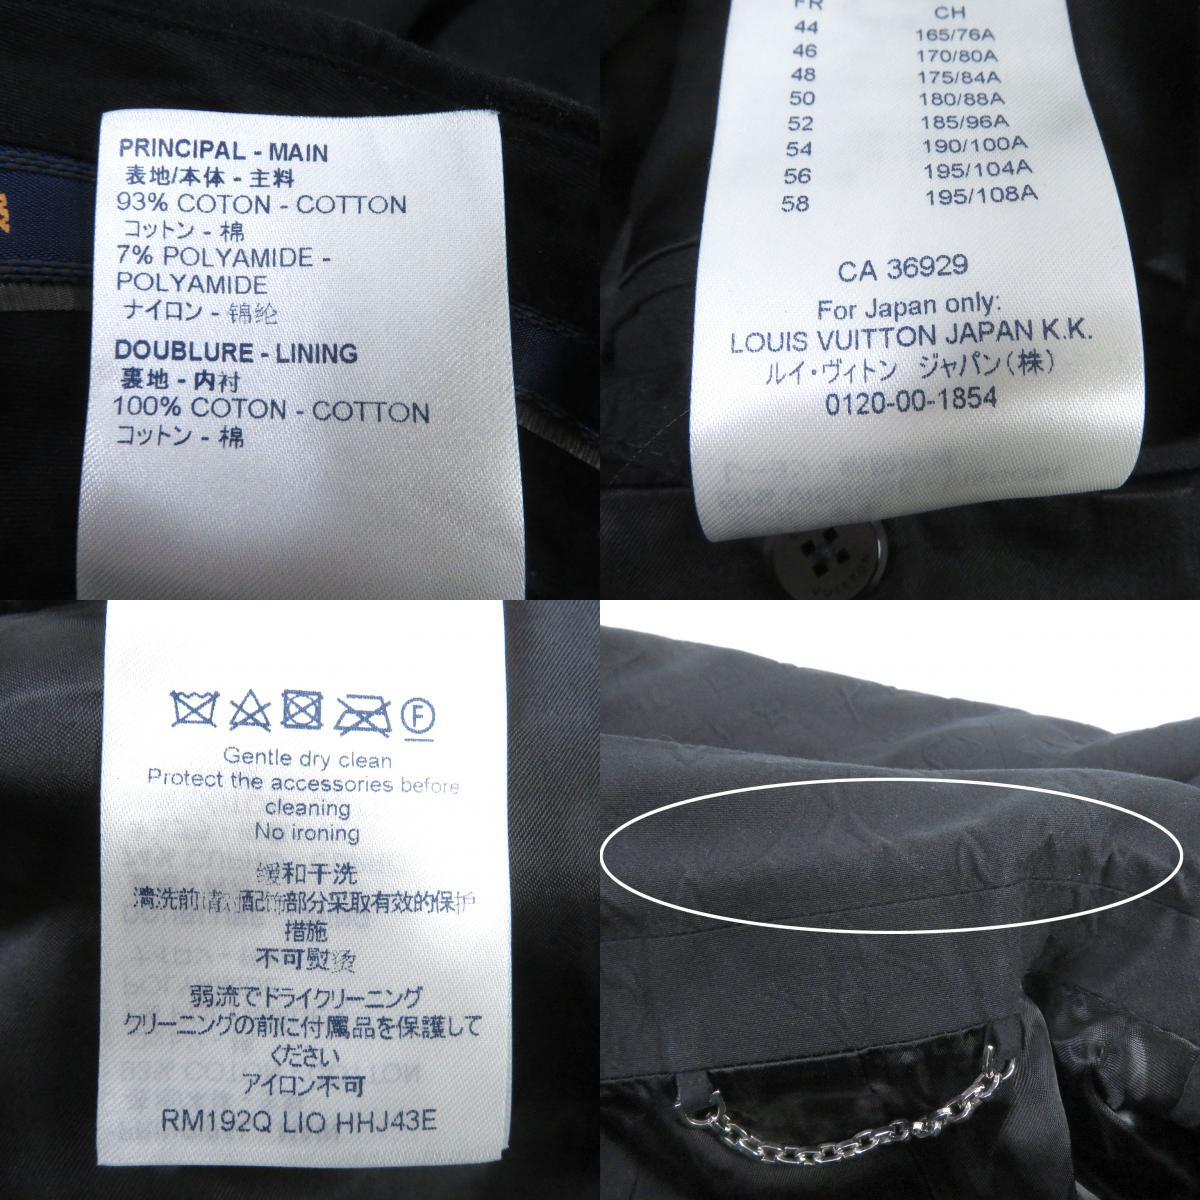 PRINCIPAL - MAIN
表地/本体 - 主料
93% COTON - COTTON
コットン - 棉
7% POLYAMIDE -
POLYAMIDE
ナイロン - 锦纶
DOUBLURE - LINING
裏地 - 内衬
100% COTON - COTTON
コットン - 棉
FR CH
44 165/76A
46 170/80A
48 175/84A
50 180/88A
52 185/96A
54 190/100A
56 195/104A
58 195/108A
CA 36929
For Japan only:
LOUIS VUITTON JAPAN K.K.
ルイ・ヴィトン ジャパン(株)
0120-00-1854
VUITTON
F
Gentle dry clean
Protect the accessories before
cleaning
No ironing
缓和干洗
清洗前请对配饰部分采取有效的保护
措施
不可熨烫
弱流でドライクリーニング
クリーニングの前に付属品を保護して
ください
アイロン不可
RM192Q LIO HHJ43E